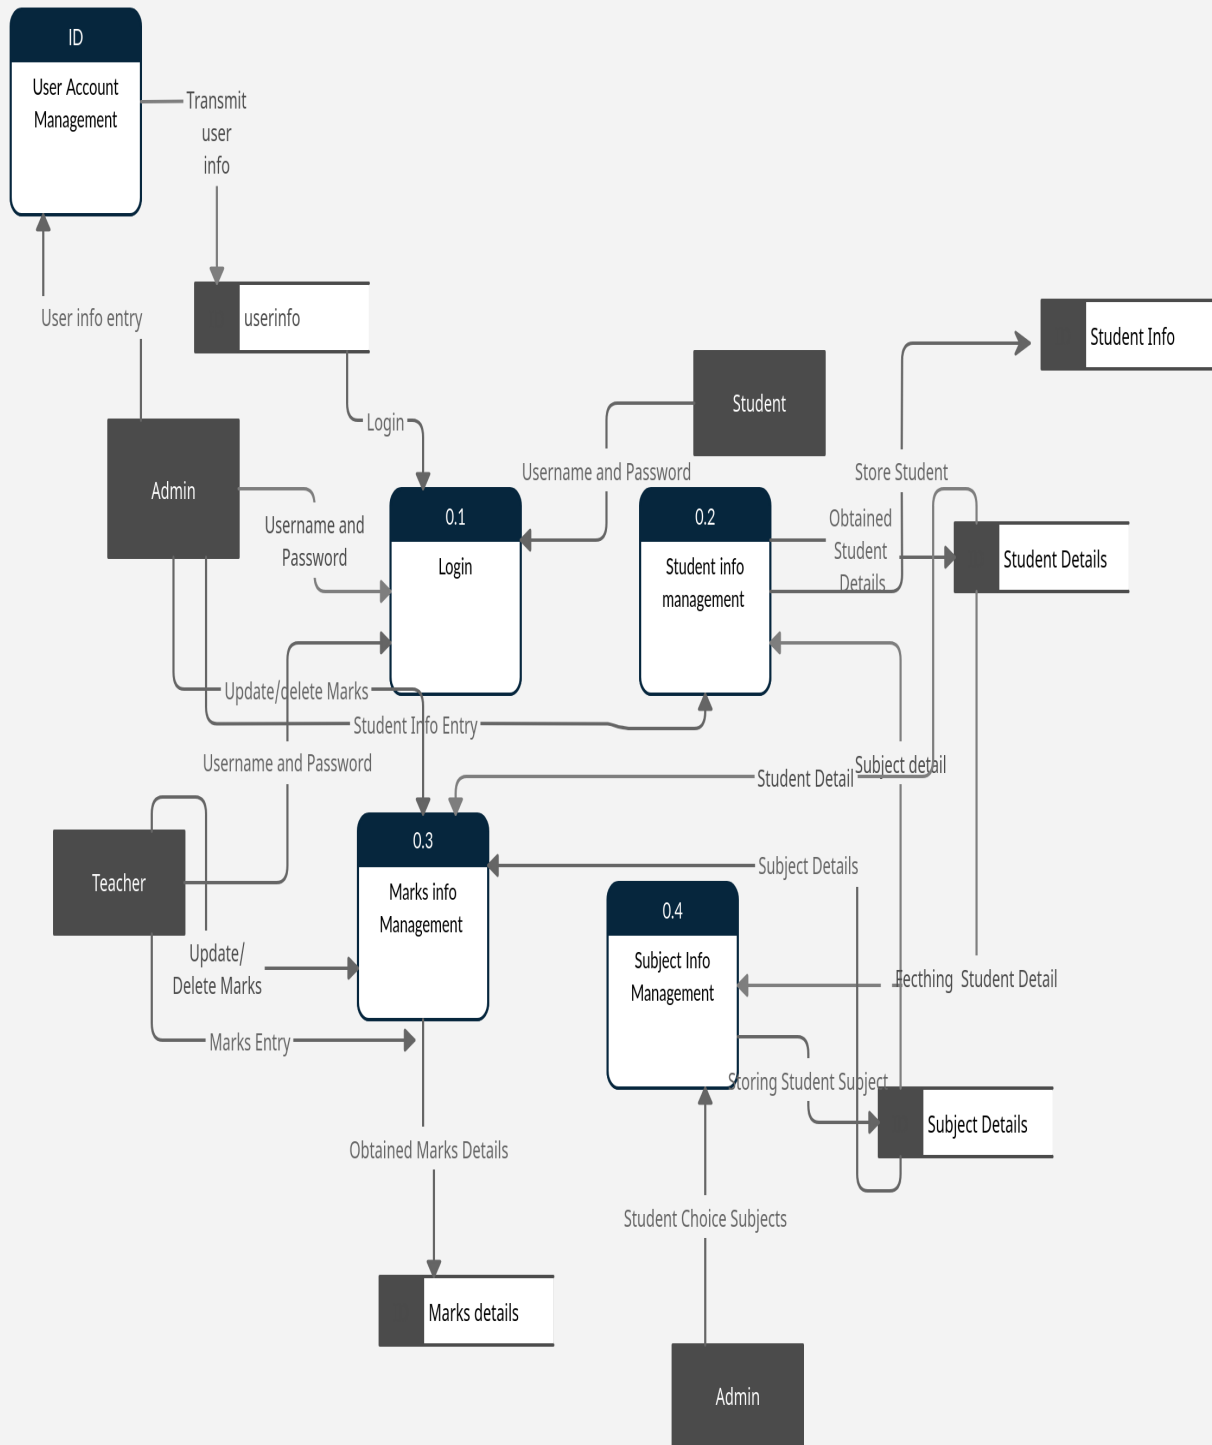 ID
User Account
Management
Transmit
user
info
User info entry
userinfo
Student Info
Login
Student
Admin
Username and Password
Store Student
Username and
Password
0.1
Login
0.2
Student info
management
Obtained
Student
Details
Student Details
Update/delete Marks
Student Info Entry
Username and Password
Student Detail
Subject detail
Teacher
0.3
Marks info
Management
Subject Details
0.4
Subject Info
Management
Update/
Delete Marks
Fecthing  Student Detail
Marks Entry
Storing Student Subject
Subject Details
Obtained Marks Details
Student Choice Subjects
Marks details
Admin